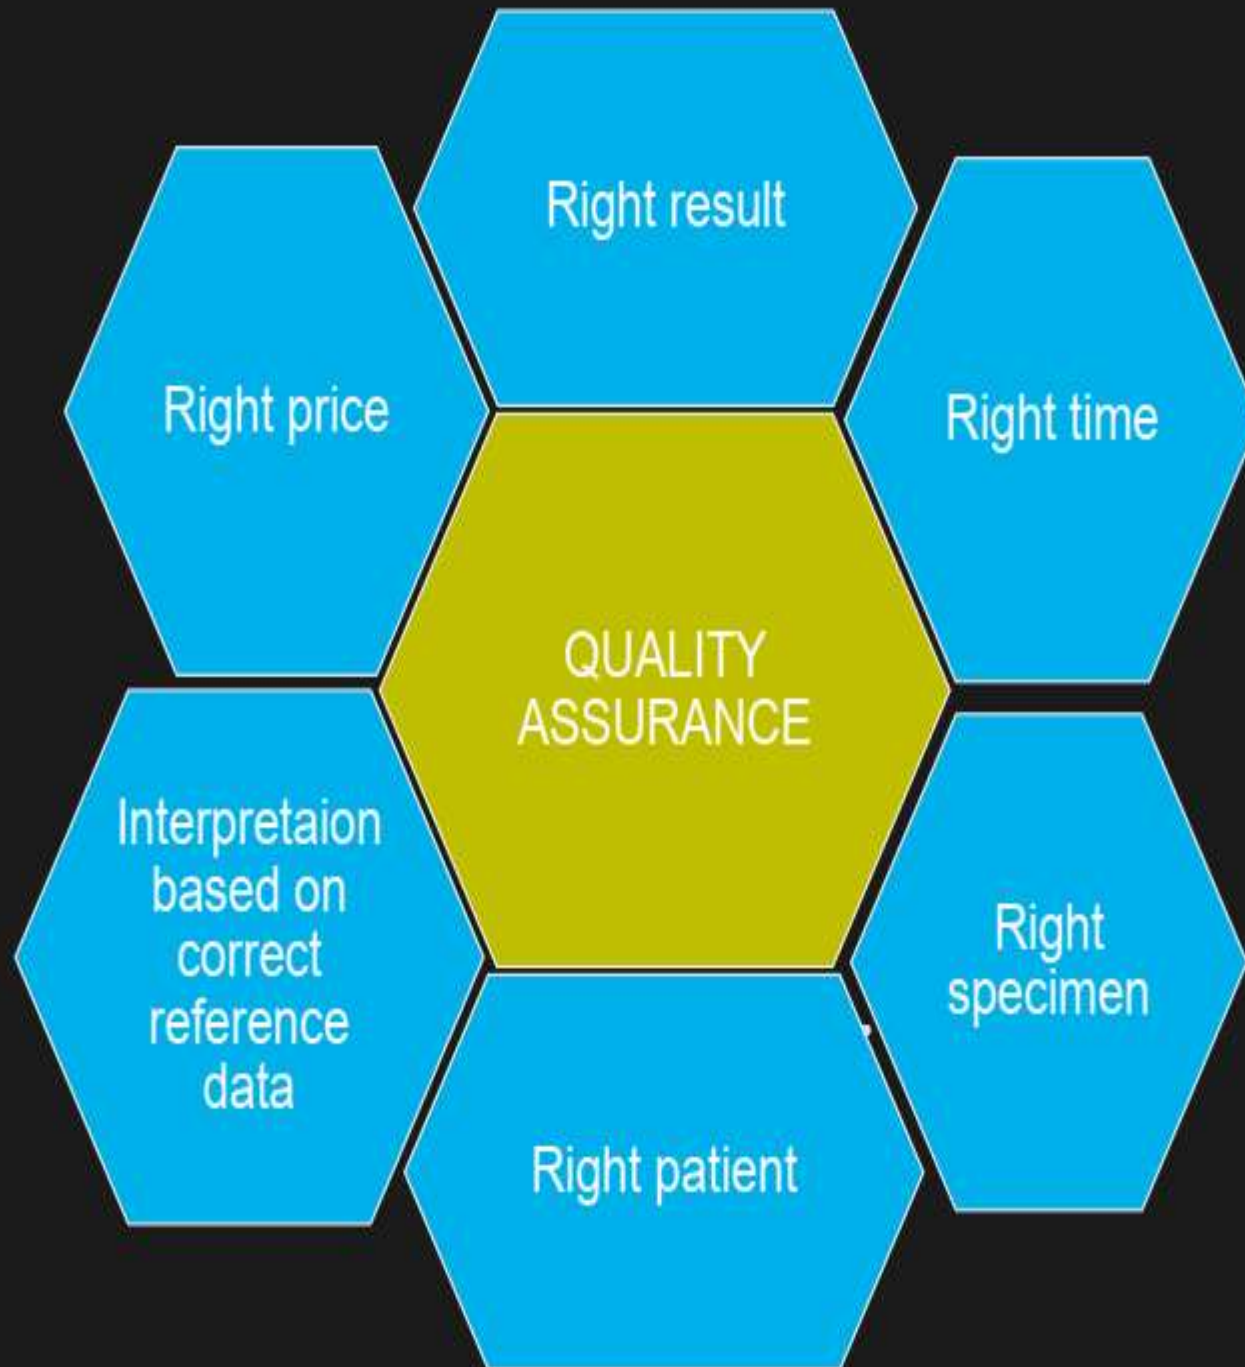 Right result
Right price
Right time
QUALITY
ASSURANCE
Interpretaion
based on
correct
reference
data
Right
specimen
Right patient